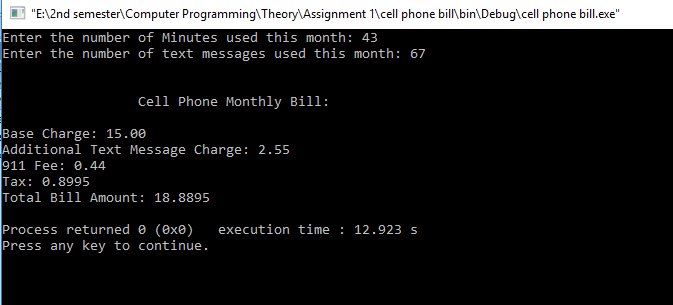 "E:\2nd semester\Computer Programming\Theory\Assignment 1\cell phone bill\bin\Debug\cell phone bill.exe"
Enter the number of Minutes used this month: 43
Enter the number of text messages used this month: 67
Cell Phone Monthly Bill:
Base Charge: 15.00
Additional Text Message Charge: 2.55
911 Fee: 0.44
Tax: 0.8995
Total Bill Amount: 18.8895
Process returned 0 (0x0)   execution time : 12.923 s
Press any key to continue.